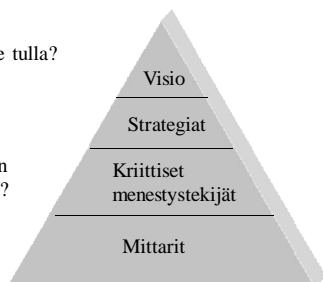 tulla?
Visio
Strategiat
Kriittiset
menestystekijät
?
Mittarit